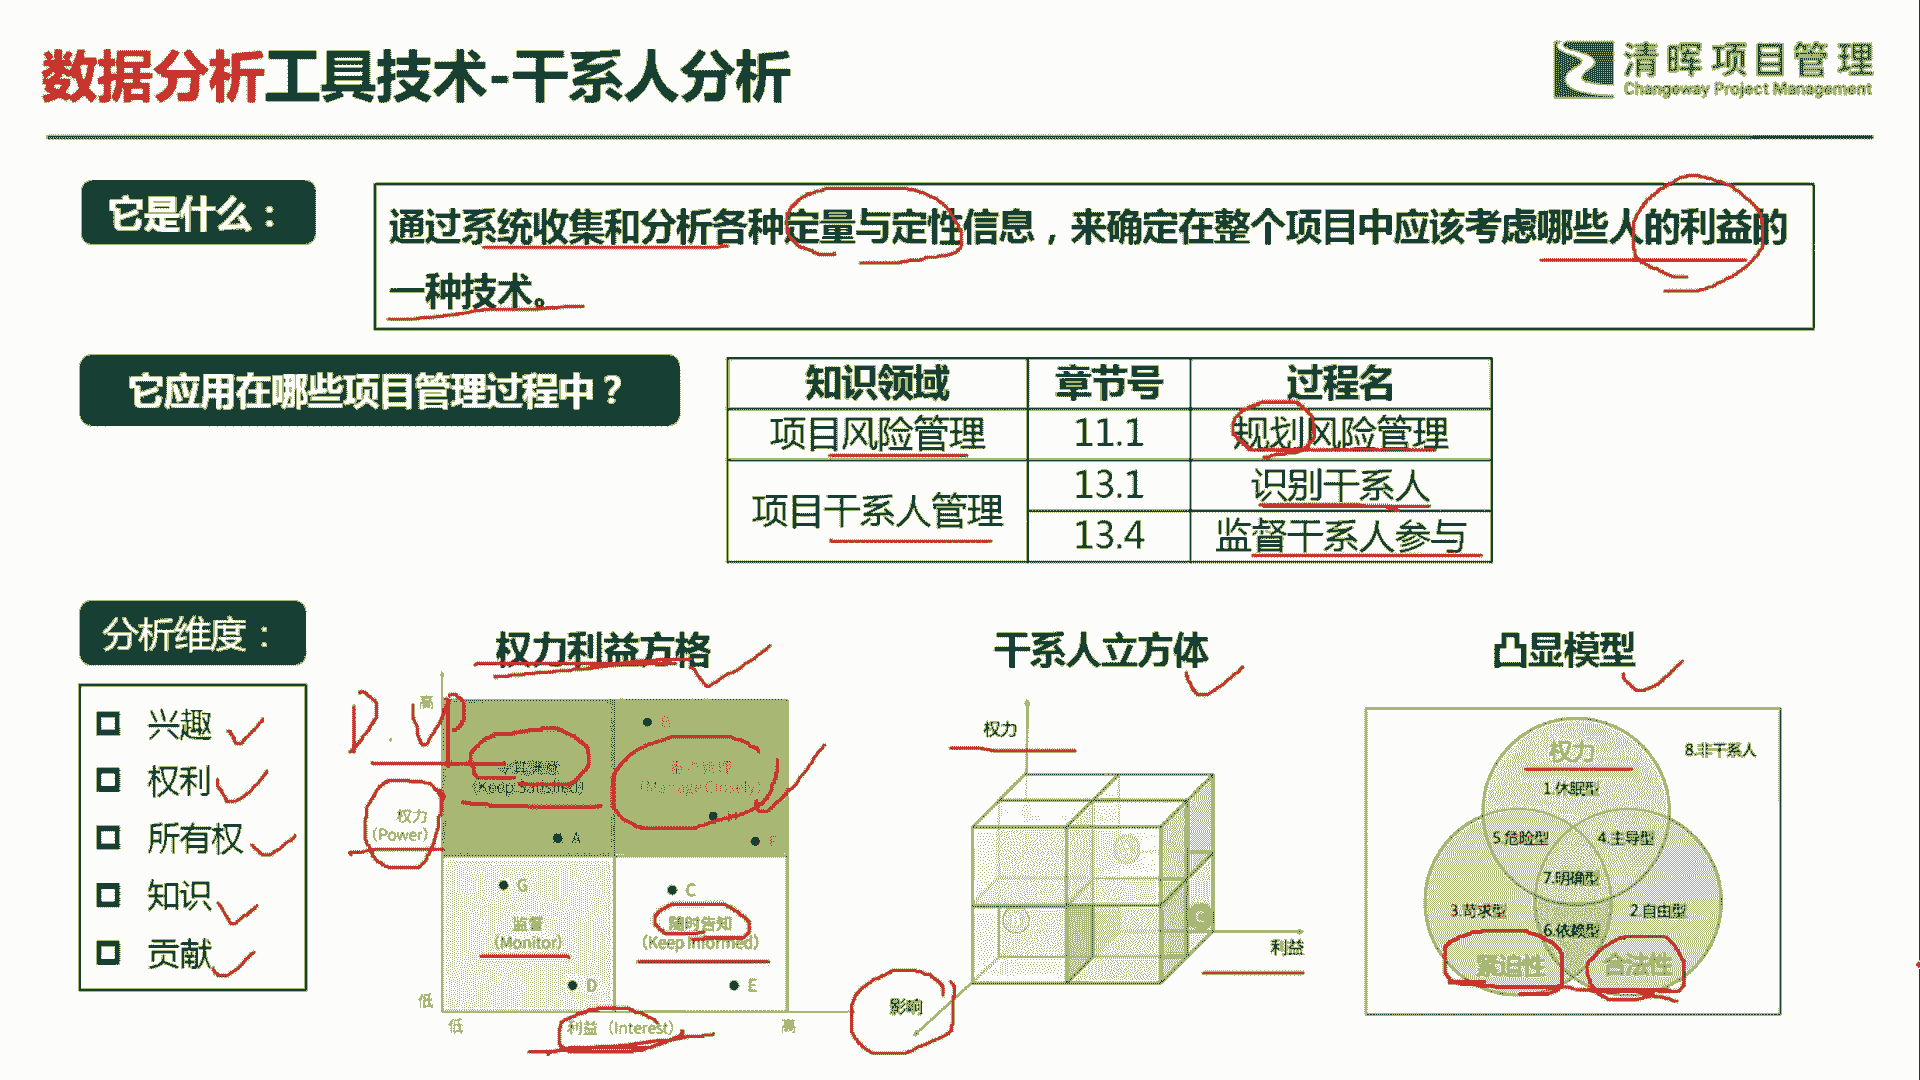 数据分析工具技术-干系人分析
清晖项目管理
Changeway Project Management
它是什么：
通过系统收集和分析各种定量与定性信息，来确定在整个项目中应该考虑哪些人的利益的
一种技术。
它应用在哪些项目管理过程中？
知识领域 章节号 过程名
项目风险管理 11.1 规划风险管理
项目干系人管理 13.1 识别干系人
13.4 监督干系人参与
分析维度：
兴趣
权利
所有权
知识
贡献
权力利益方格
高
B
(Keep Satisfied)
(Manage Closely)
权力
(Power)
H
A
F
G
C
监督
(Monitor)
随时告知
(Keep Informed)
D
E
低
低
利益 (Interest)
高
干系人立方体
权力
C
利益
影响
凸显模型
权力
8.非干系人
1.休眠型
5.危险型
4.主导型
7.明确型
3.苛求型
2.自由型
6.依赖型
紧迫性
合法性